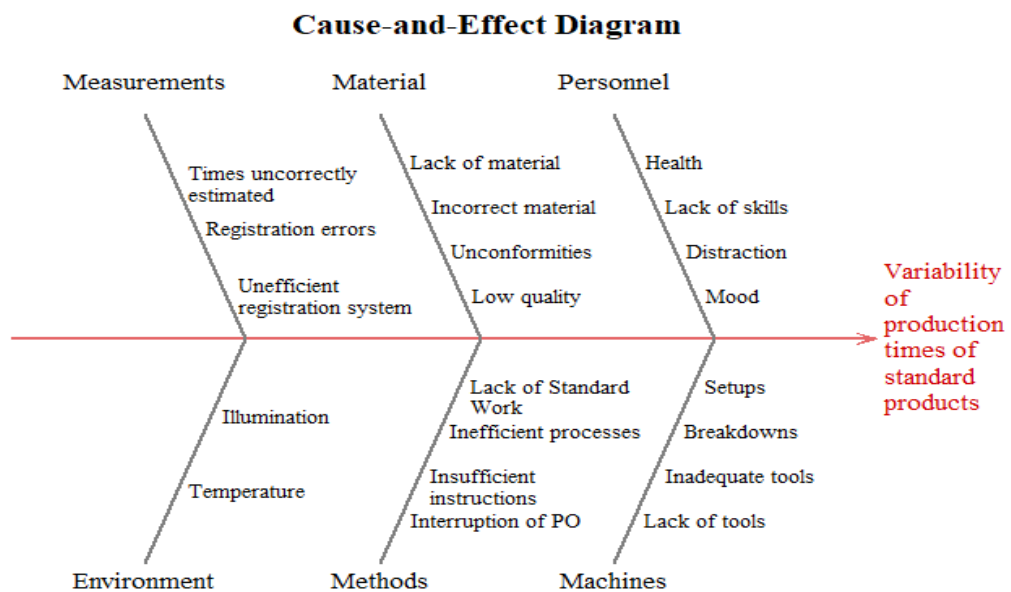 Cause-and-Effect Diagram
Measurements
Material
Personnel
Times uncorrectly
estimated
Registration errors
Unefficient
registration system
Lack of material
Incorrect material
Unconformities
Low quality
Health
Lack of skills
Distraction
Mood
Variability
of
production
times of
standard
products
Illumination
Temperature
Lack of Standard
Work
Inefficient processes
Insufficient
instructions
Interruption of PO
Setups
Breakdowns
Inadequate tools
Lack of tools
Environment
Methods
Machines